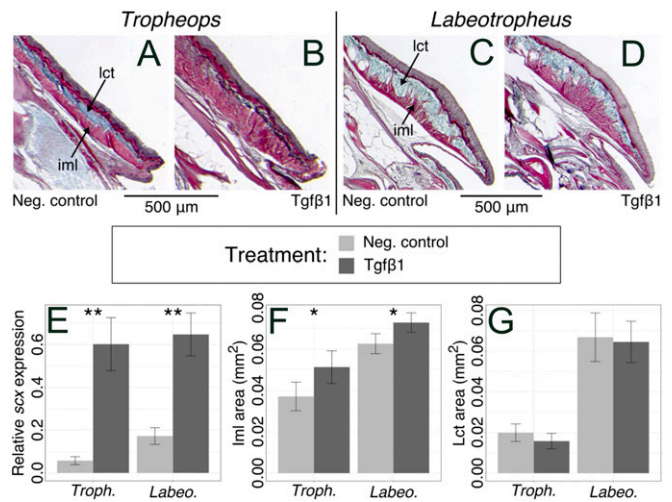 Tropheops
Labeotropheus
A
B
C
D
lct
iml
lct
iml
Neg. control
Tgfβ1
Neg. control
Tgfβ1
500 µm
500 µm
Treatment:
Neg. control
Tgfβ1
E
**
**
Relative scx expression
0.0
0.2
0.4
0.6
Troph.
Labeo.
F
*
*
Iml area (mm²)
0.00
0.02
0.04
0.06
0.08
Troph.
Labeo.
G
Lct area (mm²)
0.00
0.02
0.04
0.06
0.08
Troph.
Labeo.